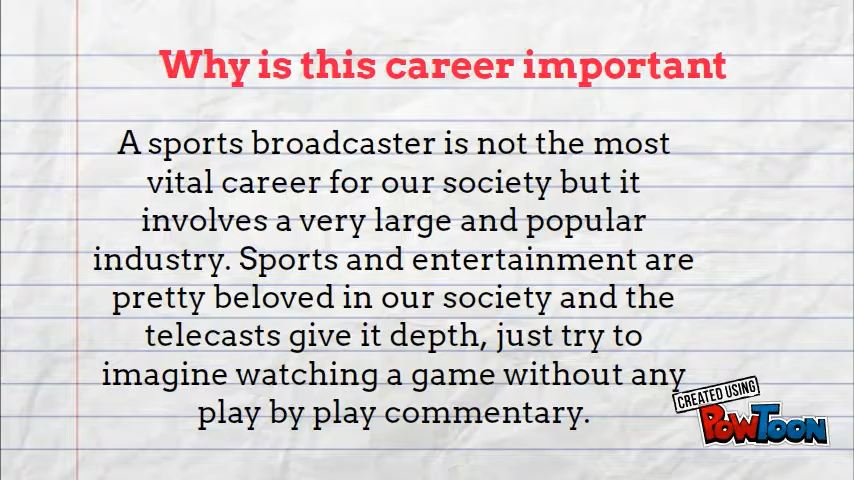 Why is this career important
A sports broadcaster is not the most
vital career for our society but it
involves a very large and popular
industry. Sports and entertainment are
pretty beloved in our society and the
telecasts give it depth, just try to
imagine watching a game without any
play by play commentary.
CREATED USING
POWTOON